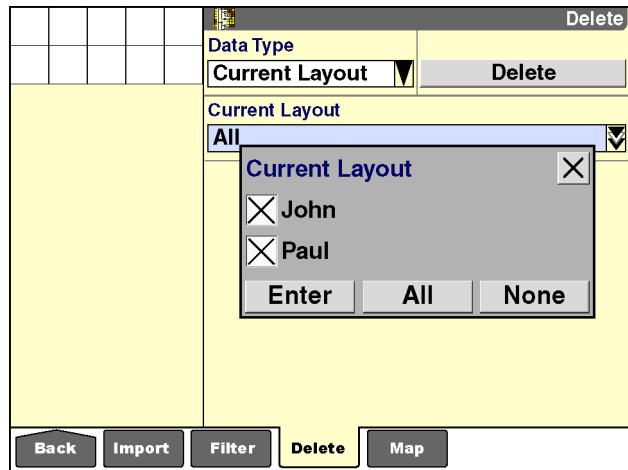 Delete
Data Type
Current Layout
Delete
Current Layout
All
Current Layout
John
Paul
Enter All None
Back Import Filter Delete Map